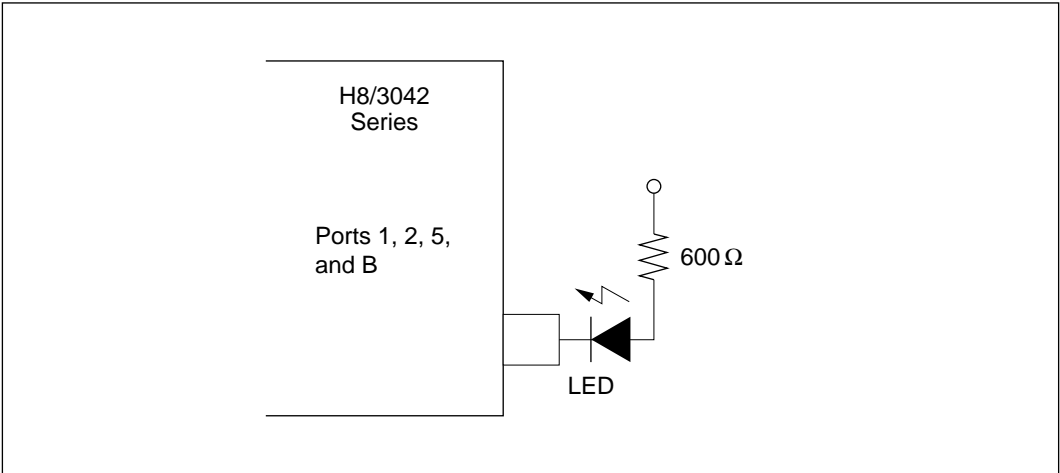 H8/3042
Series
Ports 1, 2, 5,
and B
600 Ω
LED